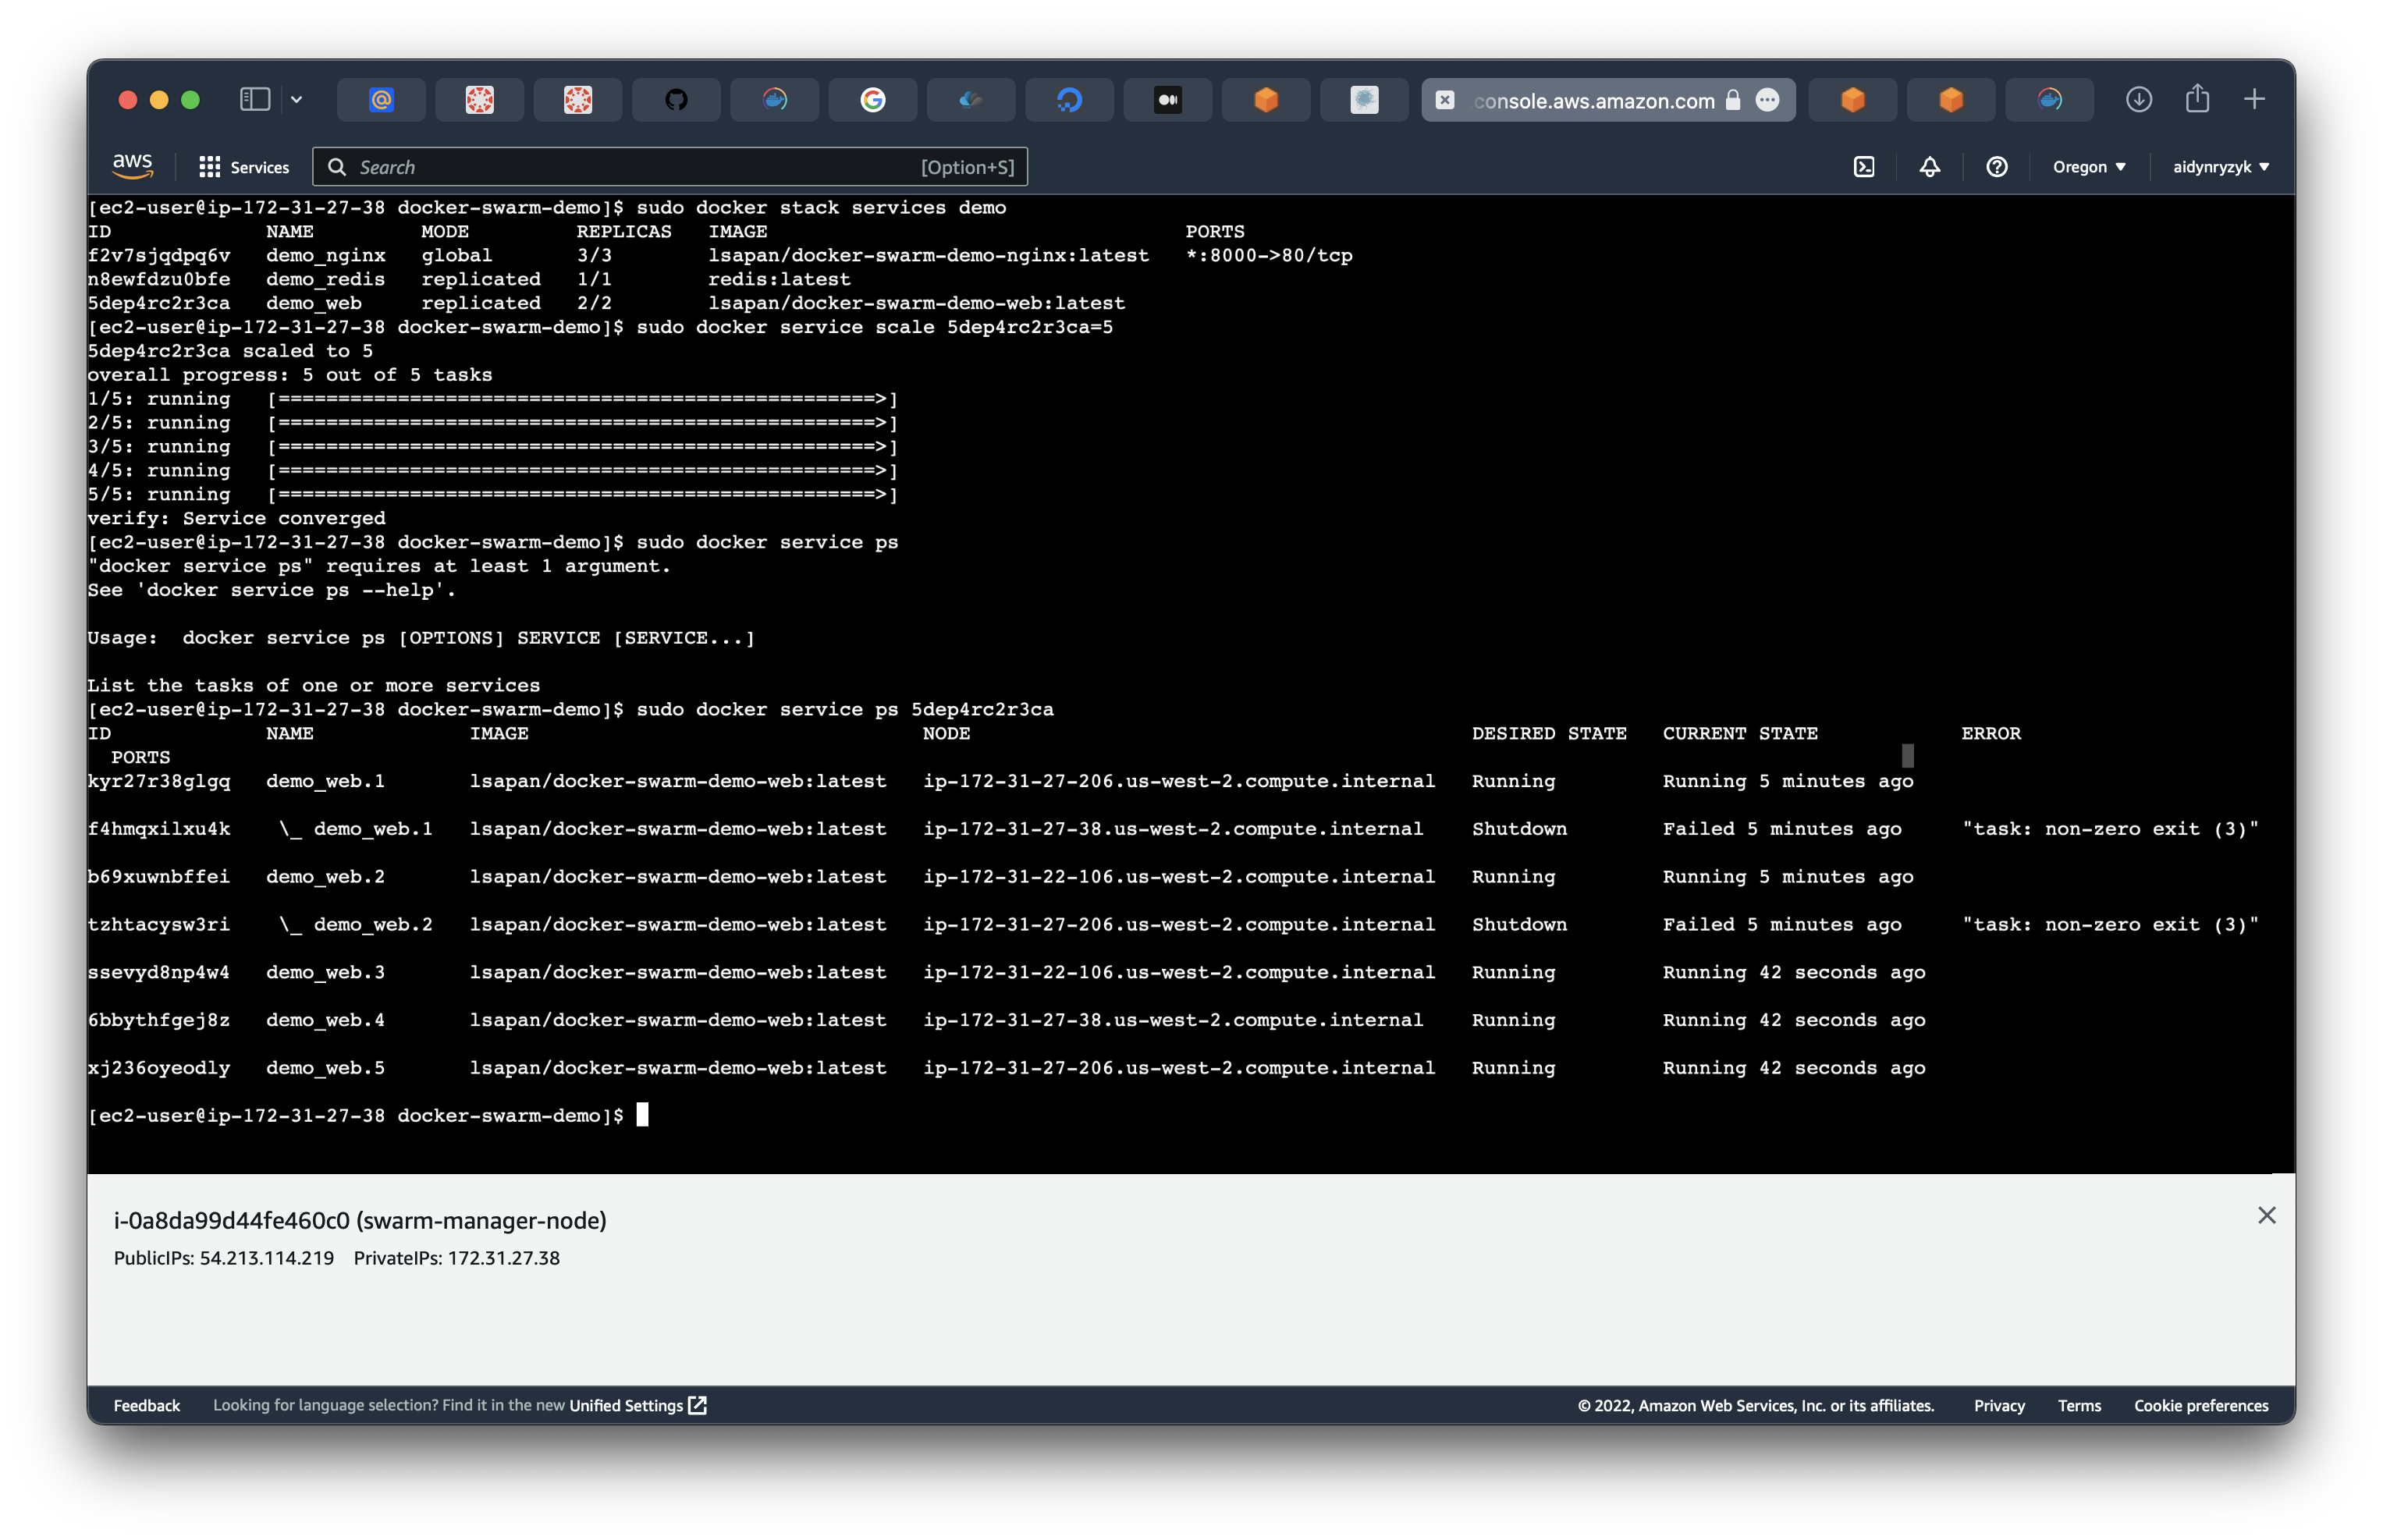 console.aws.amazon.com
aws Services Search [Option+S] Oregon aidynryzyk
[ec2-user@ip-172-31-27-38 docker-swarm-demo]$ sudo docker stack services demo
ID NAME MODE REPLICAS IMAGE PORTS
f2v7sjqdpq6v demo_nginx global 3/3 lsapan/docker-swarm-demo-nginx:latest *:8000->80/tcp
n8ewfdzu0bfe demo_redis replicated 1/1 redis:latest
5dep4rc2r3ca demo_web replicated 2/2 lsapan/docker-swarm-demo-web:latest
[ec2-user@ip-172-31-27-38 docker-swarm-demo]$ sudo docker service scale 5dep4rc2r3ca=5
5dep4rc2r3ca scaled to 5
overall progress: 5 out of 5 tasks
1/5: running [==================================================>]
2/5: running [==================================================>]
3/5: running [==================================================>]
4/5: running [==================================================>]
5/5: running [==================================================>]
verify: Service converged
[ec2-user@ip-172-31-27-38 docker-swarm-demo]$ sudo docker service ps
"docker service ps" requires at least 1 argument.
See 'docker service ps --help'.
Usage: docker service ps [OPTIONS] SERVICE [SERVICE...]
List the tasks of one or more services
[ec2-user@ip-172-31-27-38 docker-swarm-demo]$ sudo docker service ps 5dep4rc2r3ca
ID NAME IMAGE NODE DESIRED STATE CURRENT STATE ERROR
PORTS
kyr27r38glgq demo_web.1 lsapan/docker-swarm-demo-web:latest ip-172-31-27-206.us-west-2.compute.internal Running Running 5 minutes ago
f4hmqxilxu4k \_ demo_web.1 lsapan/docker-swarm-demo-web:latest ip-172-31-27-38.us-west-2.compute.internal Shutdown Failed 5 minutes ago "task: non-zero exit (3)"
b69xuwnbffei demo_web.2 lsapan/docker-swarm-demo-web:latest ip-172-31-22-106.us-west-2.compute.internal Running Running 5 minutes ago
tzhtacysw3ri \_ demo_web.2 lsapan/docker-swarm-demo-web:latest ip-172-31-27-206.us-west-2.compute.internal Shutdown Failed 5 minutes ago "task: non-zero exit (3)"
ssevyd8np4w4 demo_web.3 lsapan/docker-swarm-demo-web:latest ip-172-31-22-106.us-west-2.compute.internal Running Running 42 seconds ago
6bbythfgej8z demo_web.4 lsapan/docker-swarm-demo-web:latest ip-172-31-27-38.us-west-2.compute.internal Running Running 42 seconds ago
xj236oyeodly demo_web.5 lsapan/docker-swarm-demo-web:latest ip-172-31-27-206.us-west-2.compute.internal Running Running 42 seconds ago
[ec2-user@ip-172-31-27-38 docker-swarm-demo]$
i-0a8da99d44fe460c0 (swarm-manager-node)
PublicIPs: 54.213.114.219 PrivateIPs: 172.31.27.38
Feedback Looking for language selection? Find it in the new Unified Settings © 2022, Amazon Web Services, Inc. or its affiliates. Privacy Terms Cookie preferences